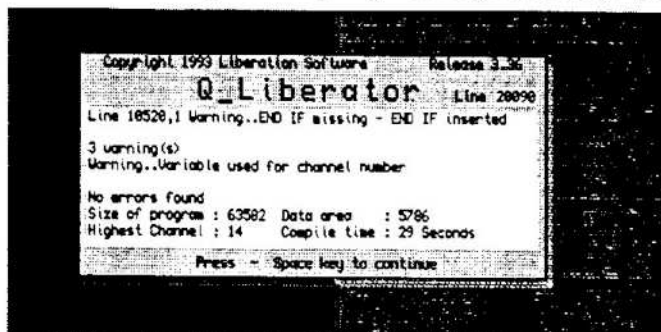 Copyright 1993 Liberation Software Release 3.36
Q_Liberator Line 20090
Line 10520,1 Warning..END IF missing - END IF inserted
3 warning(s)
Warning..Variable used for channel number
No errors found
Size of program : 63582 Data area : 5786
Highest Channel : 14 Compile time : 29 Seconds
Press - Space key to continue